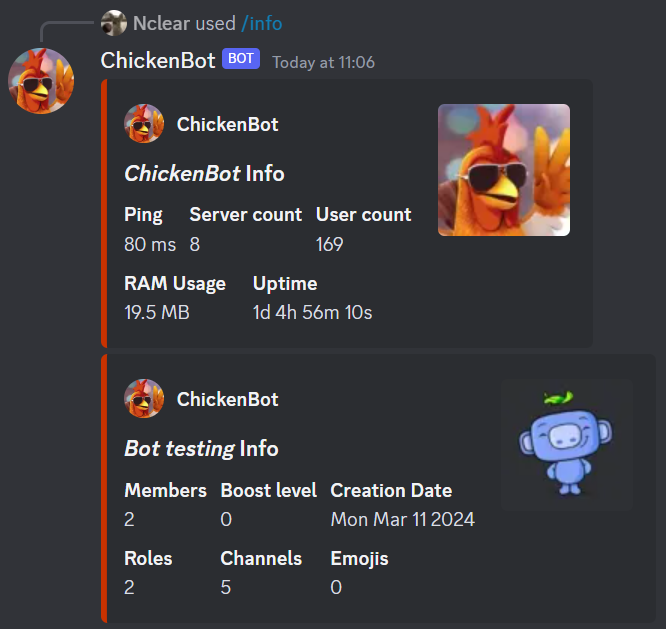 Nclear used /info
ChickenBot BOT Today at 11:06
ChickenBot
ChickenBot Info
Ping Server count User count
80 ms 8 169
RAM Usage Uptime
19.5 MB 1d 4h 56m 10s
ChickenBot
Bot testing Info
Members Boost level Creation Date
2 0 Mon Mar 11 2024
Roles Channels Emojis
2 5 0